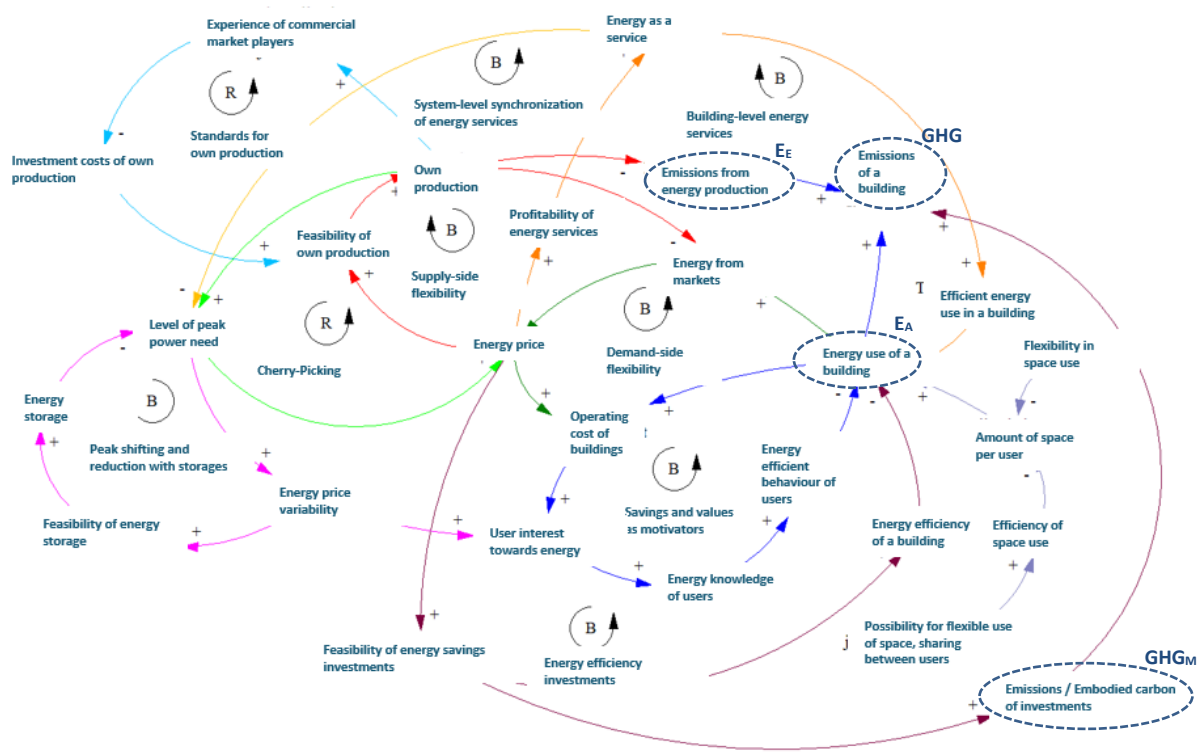 Experience of commercial
market players
Energy as a
service
-
-
+
B
B
R
System-level synchronization
of energy services
Building-level energy
services
GHG
-
Standards for
own production
Investment costs of own
production
Own
production
EE
Emissions from
energy production
Emissions
of a
building
-
+
+
Profitability of
energy services
B
+
+
Feasibility of
own production
-
+
+
+
Energy from
markets
+
Supply-side
flexibility
-
+
B
+
Efficient energy
use in a building
R
Level of peak
power need
EA
Energy price
Demand-side
flexibility
Energy use of a
building
Flexibility in
space use
-
Cherry-Picking
B
Energy
storage
+
+
-
-
+
-
Operating
cost of
buildings
+
Peak shifting and
reduction with storages
+
+
Energy
efficient
behaviour of
users
Amount of space
per user
B
-
Energy price
variability
+
Savings and values
as motivators
Feasibility of energy
storage
+
+
User interest
towards energy
+
Energy efficiency
of a building
Efficiency of
space use
+
+
+
Energy knowledge
of users
+
B
j
Possibility for flexible use
of space, sharing
between users
Feasibility of energy savings
investments
Energy efficiency
investments
GHGM
Emissions / Embodied carbon
of investments
+